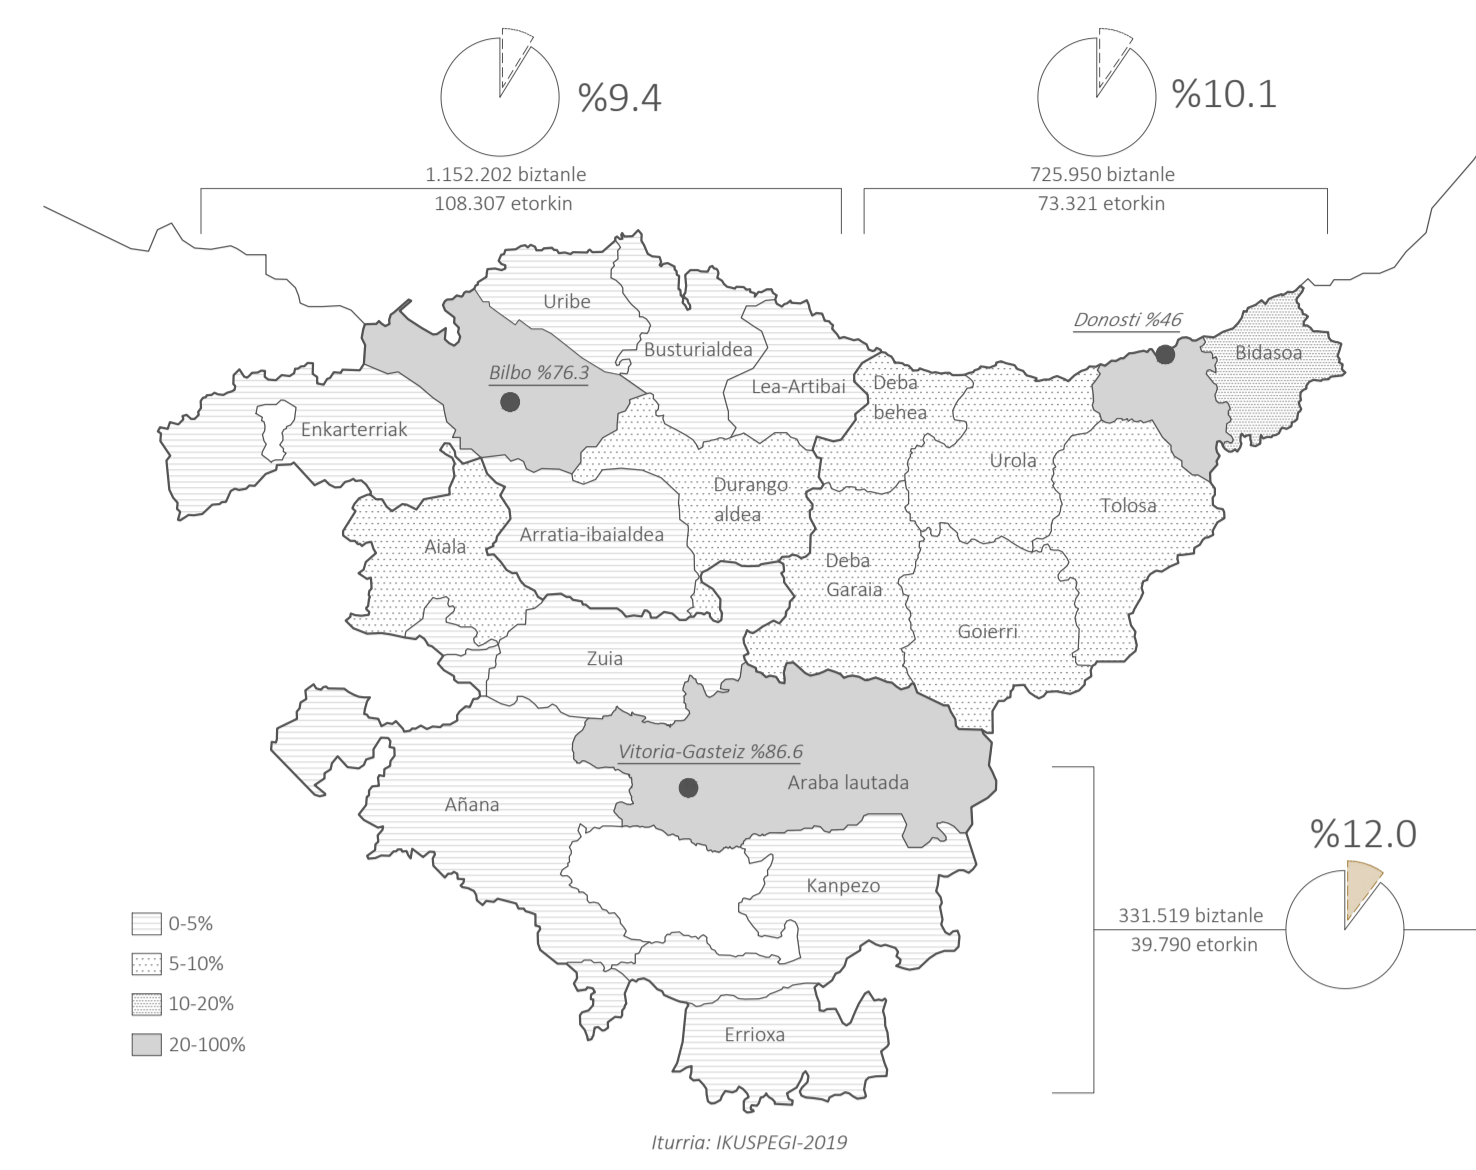 %9.4
%10.1
1.152.202 biztanle
108.307 etorkin
725.950 biztanle
73.321 etorkin
Uribe
Donosti %46
Busturialdea
Bidasoa
Bilbo %76.3
Lea-Artibai
Deba
behea
Enkarterriak
Urola
Durango
aldea
Tolosa
Arratia-ibaialdea
Aiala
Deba
Garaia
Goierri
Zuia
Vitoria-Gasteiz %86.6
Araba lautada
Añana
%12.0
Kanpezo
331.519 biztanle
39.790 etorkin
0-5%
5-10%
10-20%
20-100%
Errioxa
Iturria: IKUSPEGI-2019